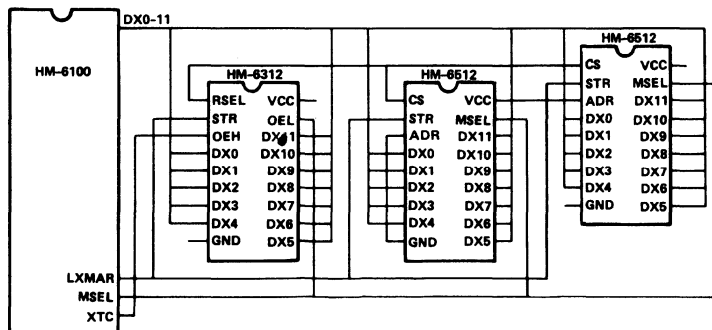 DX0-11
HM-6100
LXMAR
MSEL
XTC
HM-6312
RSEL VCC
STR OEL
OEH DX11
DX0 DX10
DX1 DX9
DX2 DX8
DX3 DX7
DX4 DX6
GND DX5
HM-6512
CS VCC
STR MSEL
ADR DX11
DX0 DX10
DX1 DX9
DX2 DX8
DX3 DX7
DX4 DX6
GND DX5
HM-6512
CS VCC
STR MSEL
ADR DX11
DX0 DX10
DX1 DX9
DX2 DX8
DX3 DX7
DX4 DX6
GND DX5